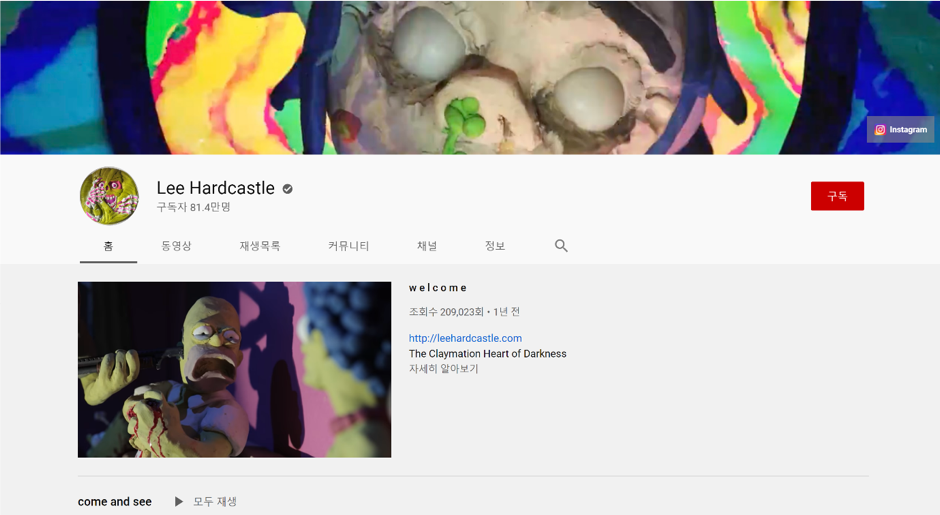 Instagram
Lee Hardcastle
구독자 81.4만명
구독
홈 동영상 재생목록 커뮤니티 채널 정보
welcome
조회수 209,023회 • 1년 전
http://leehardcastle.com
The Claymation Heart of Darkness
자세히 알아보기
come and see ▶ 모두 재생